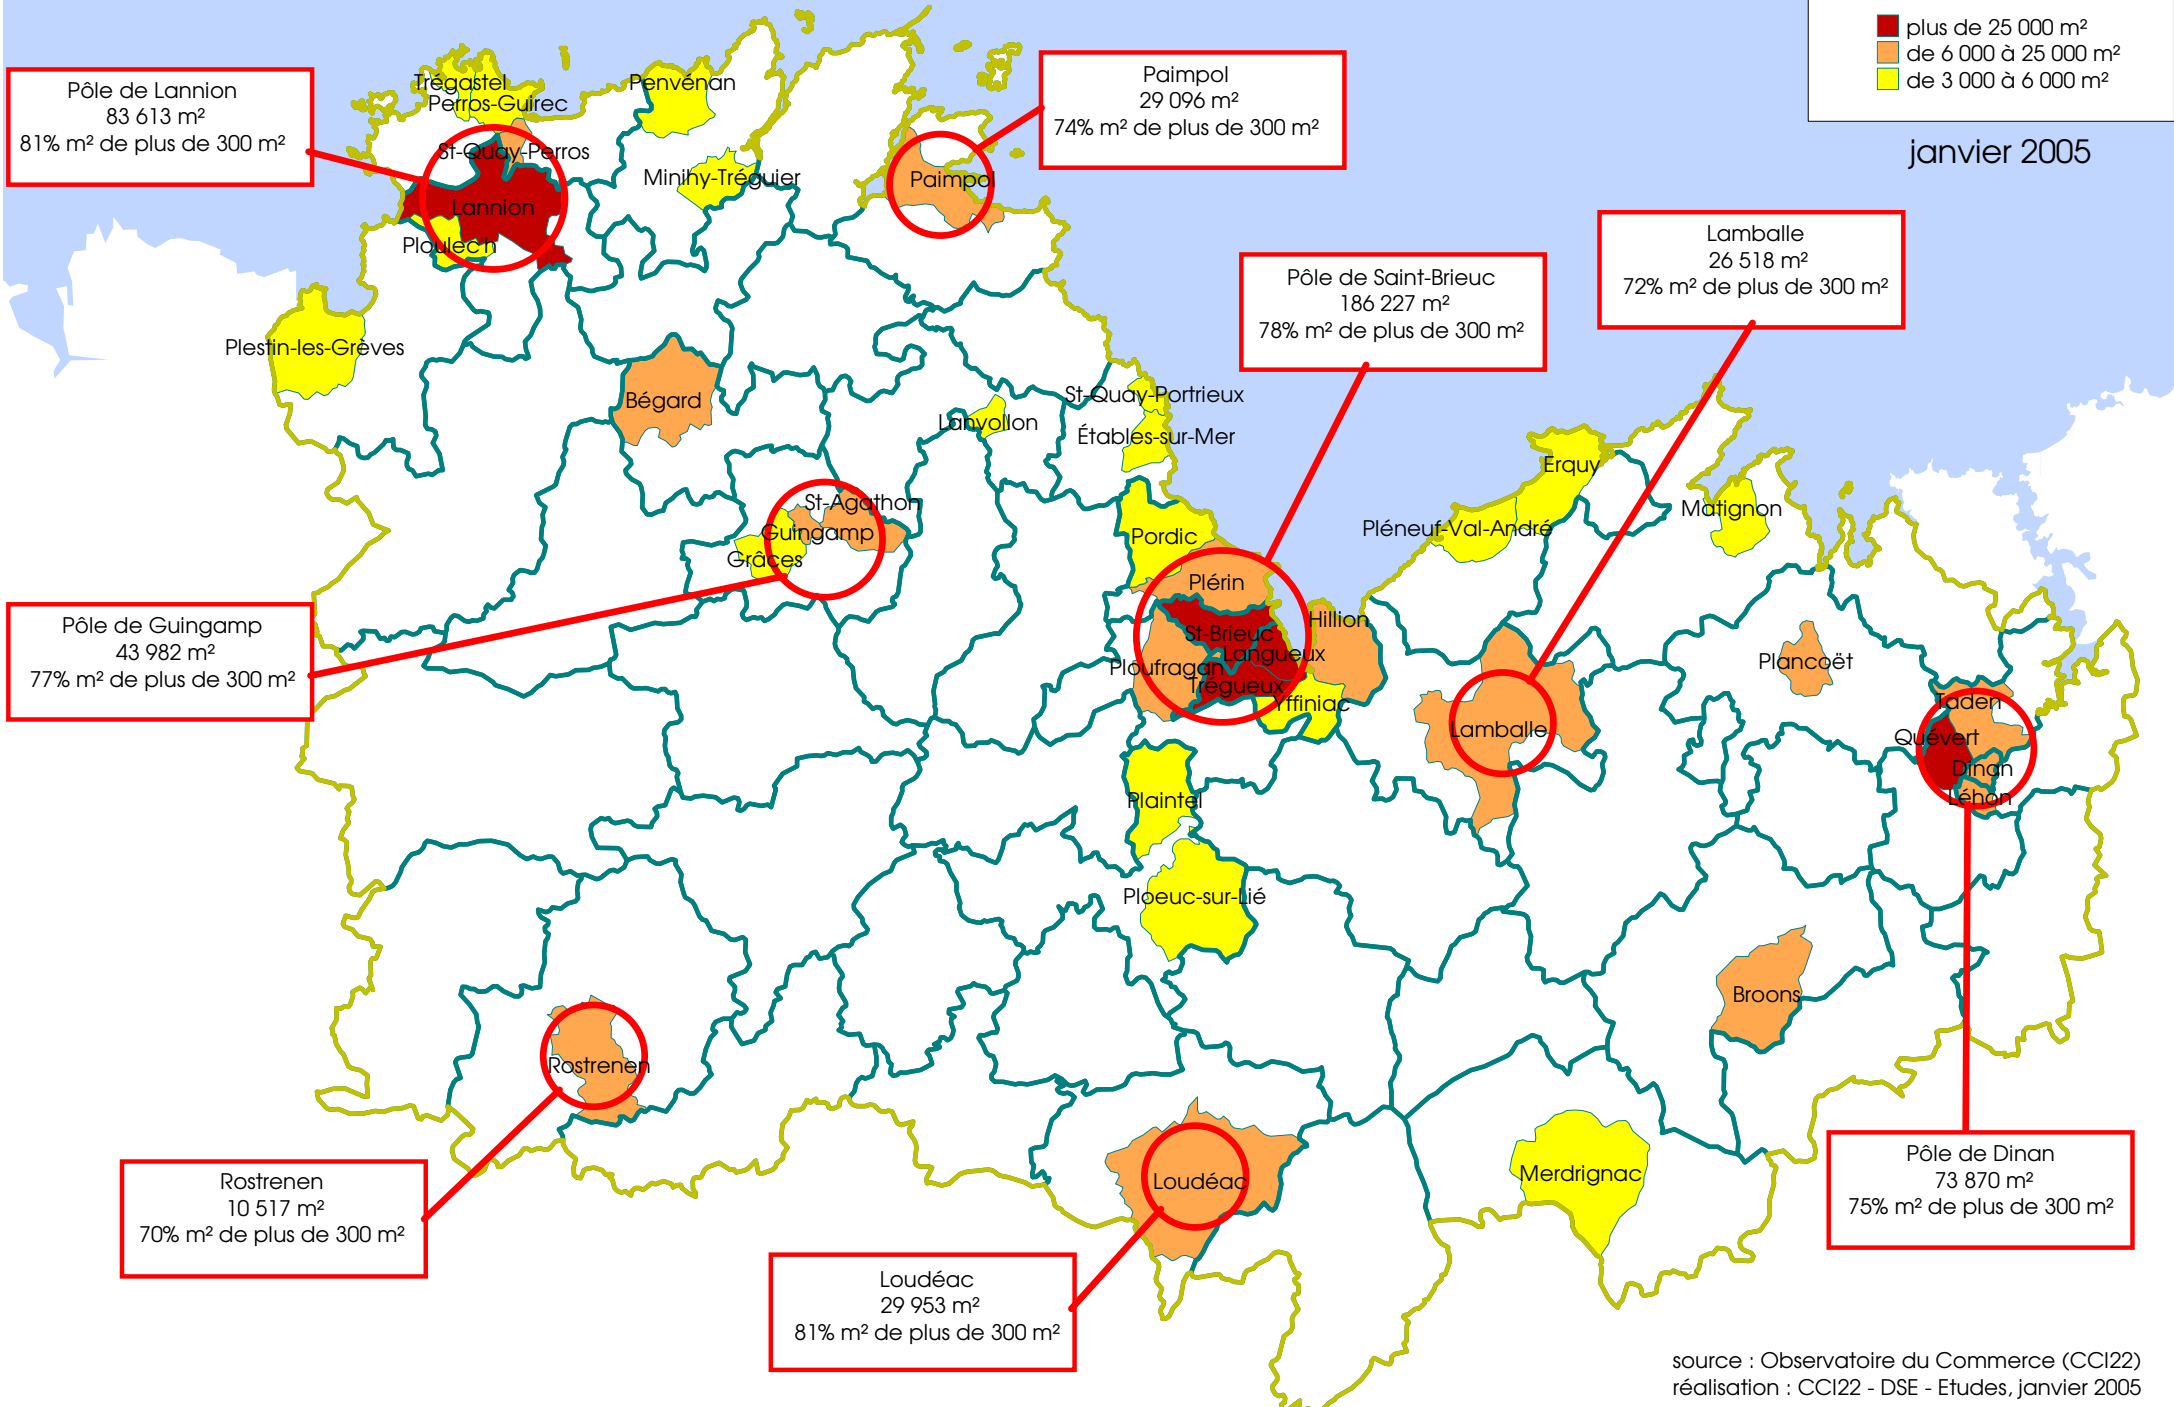 plus de 25 000 m²
de 6 000 à 25 000 m²
de 3 000 à 6 000 m²
janvier 2005
Pôle de Lannion
83 613 m²
81% m² de plus de 300 m²
Paimpol
29 096 m²
74% m² de plus de 300 m²
Lamballe
26 518 m²
72% m² de plus de 300 m²
Pôle de Saint-Brieuc
186 227 m²
78% m² de plus de 300 m²
Pôle de Guingamp
43 982 m²
77% m² de plus de 300 m²
Rostrenen
10 517 m²
70% m² de plus de 300 m²
Loudéac
29 953 m²
81% m² de plus de 300 m²
Pôle de Dinan
73 870 m²
75% m² de plus de 300 m²
Trégastel
Perros-Guirec
Penvénan
St-Quay-Perros
Minihy-Tréguier
Paimpol
Lannion
Ploulec'h
Plestin-les-Grèves
Bégard
Lanvollon
St-Quay-Portrieux
Étables-sur-Mer
Erquy
St-Agathon
Guingamp
Grâces
Pordic
Pléneuf-Val-André
Matignon
Plérin
Hillion
St-Brieuc
Langueux
Ploufragan
Trégueux
Yffiniac
Plancoët
Lamballe
Taden
Quévert
Dinan
Léhon
Plaintel
Ploeuc-sur-Lié
Broons
Rostrenen
Loudéac
Merdrignac
source : Observatoire du Commerce (CCI22)
réalisation : CCI22 - DSE - Etudes, janvier 2005